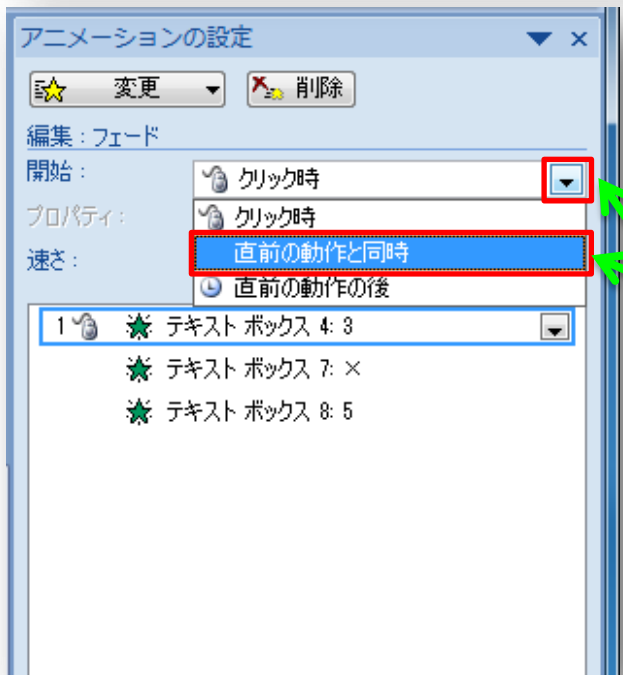 アニメーションの設定
変更 削除
編集：フェード
開始： クリック時
プロパティ： クリック時
直前の動作と同時
速さ：
直前の動作の後
1 テキスト ボックス 4: 3
テキスト ボックス 7: ×
テキスト ボックス 8: 5